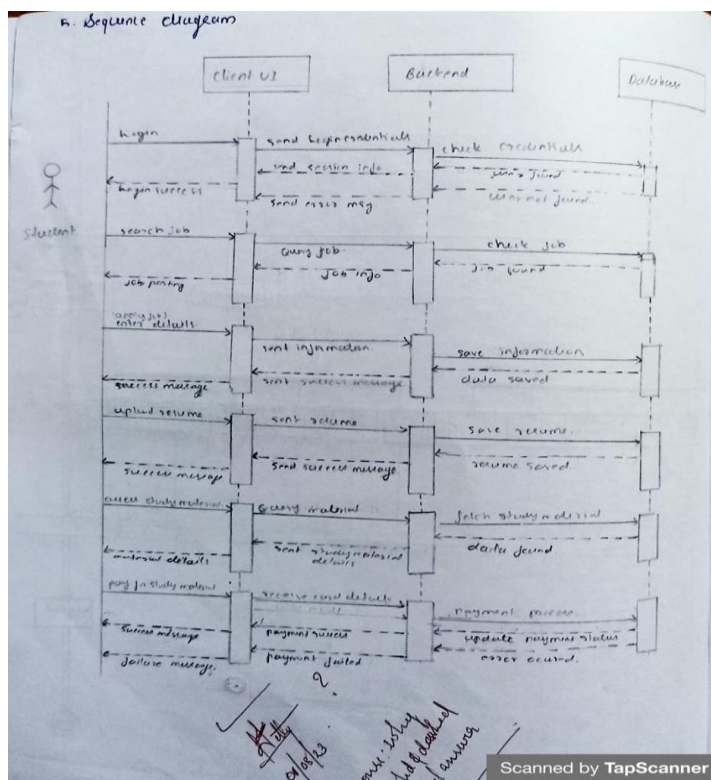 5. Sequence diagram
Client UI
Backend
Database
Student
login
send login credentials
check credentials
send session info
user found
login success
send error msg
user not found.
search job
Query job.
check job
job posting
job info
job found
apply job
enter details
sent information.
save information
success message
sent success message
data saved
upload resume
sent resume
save resume.
success message
send success message.
resume saved.
access study material
Query material
fetch study material
material details
sent study material
details
data found
pay for study material
receive card details
payment process.
success message
payment success
update payment status
failure message.
payment failed
error occured.
?
Scanned by TapScanner